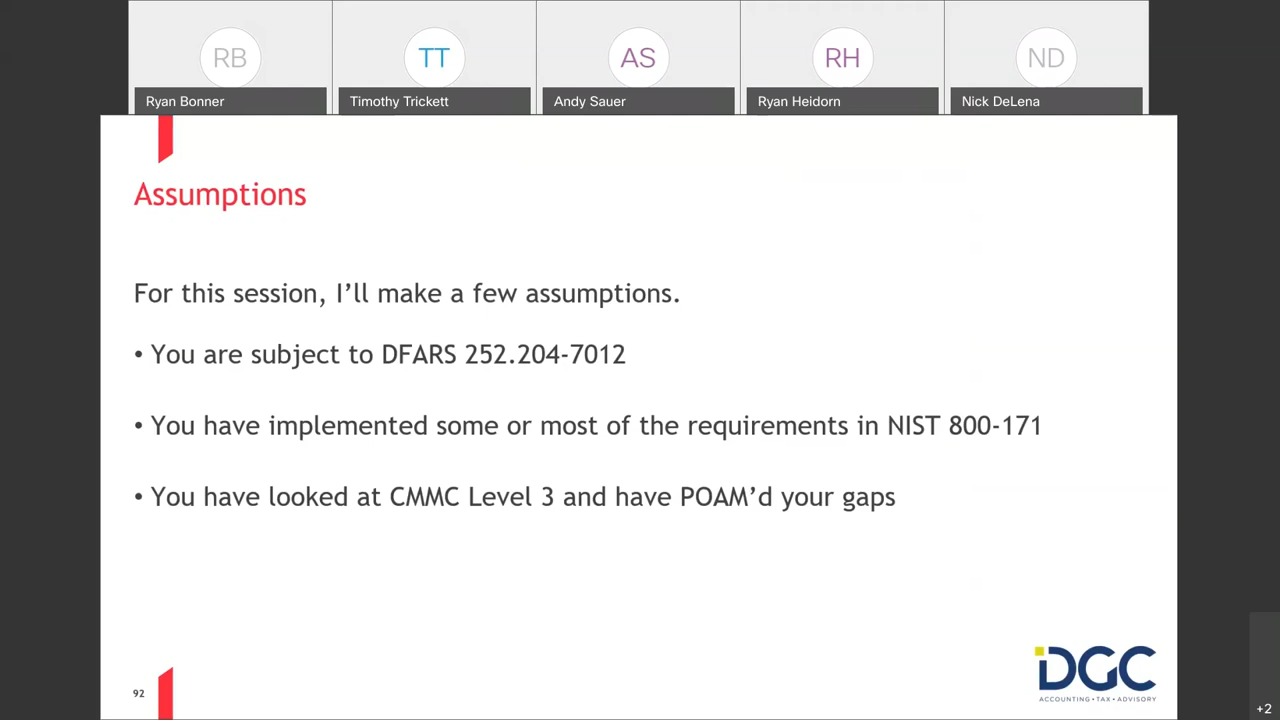 RB
TT
AS
RH
ND
Ryan Bonner
Timothy Trickett
Andy Sauer
Ryan Heidorn
Nick DeLena
Assumptions
For this session, I’ll make a few assumptions.
• You are subject to DFARS 252.204-7012
• You have implemented some or most of the requirements in NIST 800-171
• You have looked at CMMC Level 3 and have POAM’d your gaps
DGC
ACCOUNTING • TAX • ADVISORY
92
+2